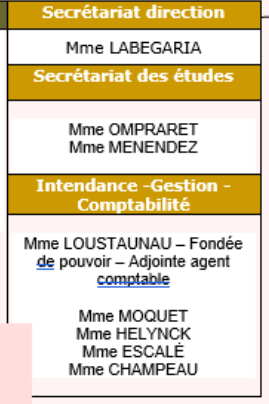 Secrétariat direction
Mme LABEGARIA
Secrétariat des études
Mme OMPRARET
Mme MENENDEZ
Intendance -Gestion -
Comptabilité
Mme LOUSTAUNAU – Fondée
de pouvoir – Adjointe agent
comptable
Mme MOQUET
Mme HELYNCK
Mme ESCALÉ
Mme CHAMPEAU